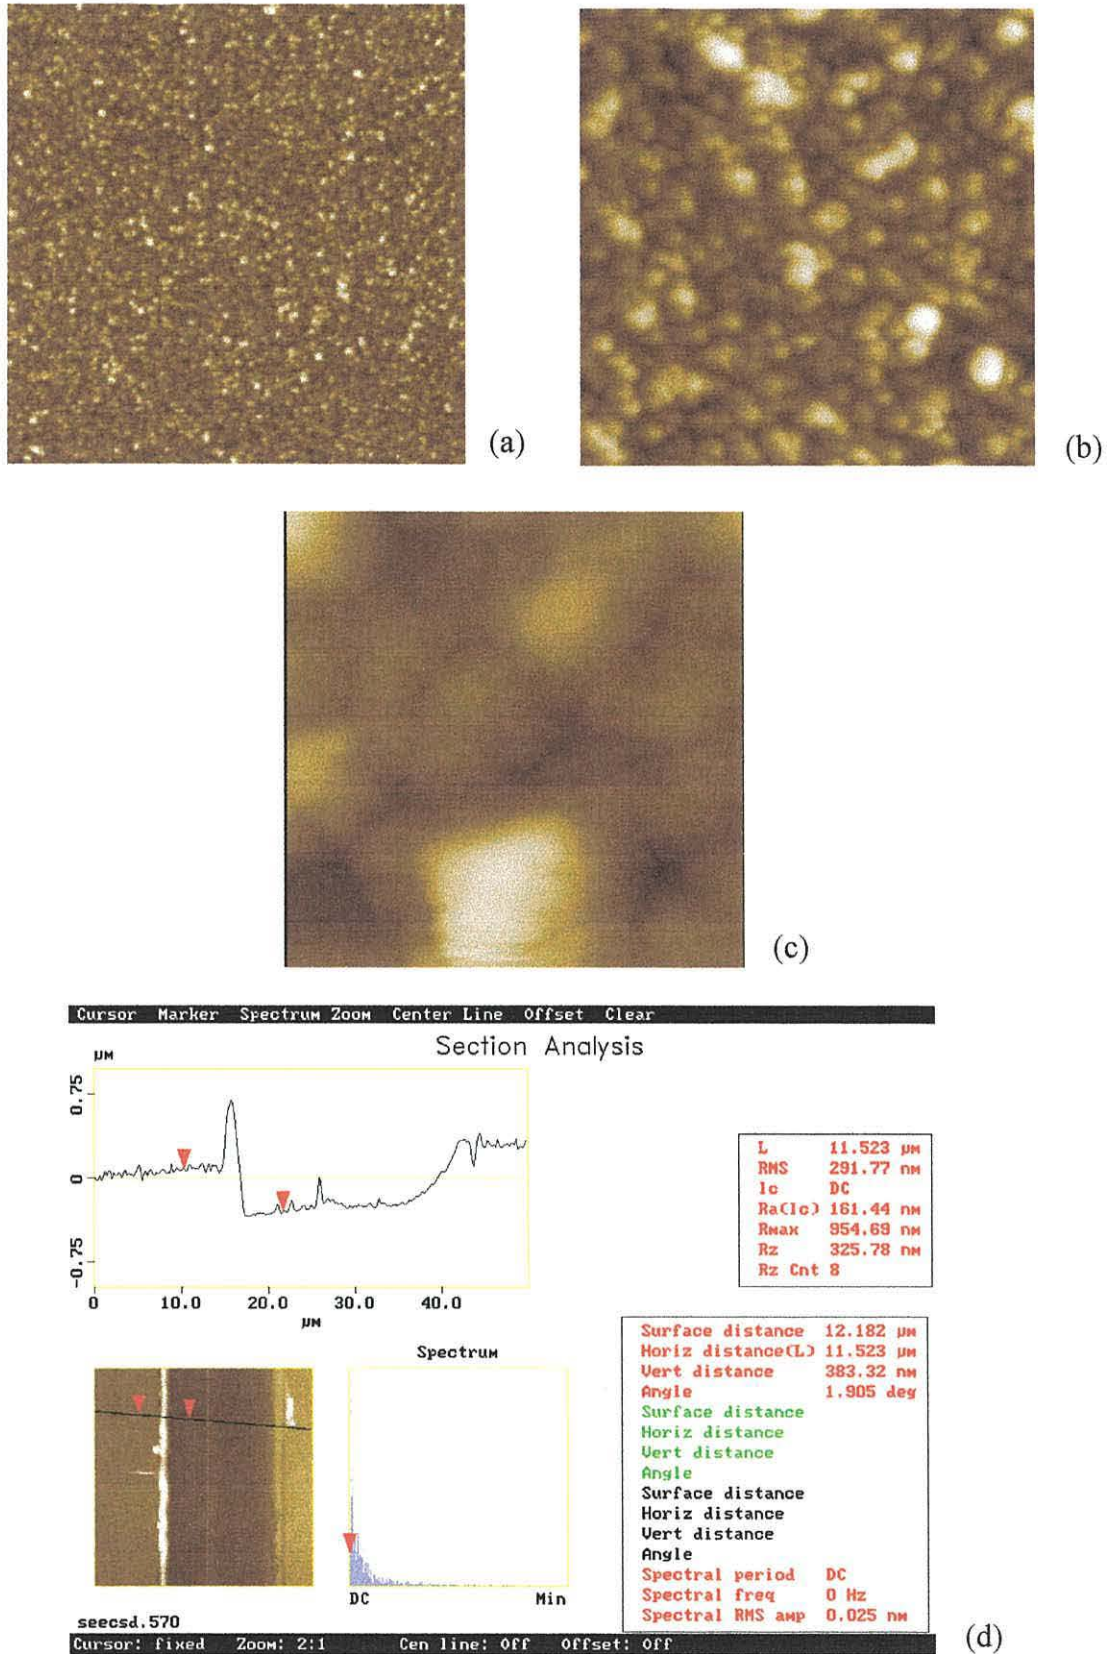 (a)
(b)
(c)
Cursor Marker Spectrum Zoom Center Line Offset Clear
Section Analysis
µM
0.75
0
-0.75
0 10.0 20.0 30.0 40.0
µM
L 11.523 µM
RMS 291.77 nM
lc DC
Ra(lc) 161.44 nM
Rmax 954.69 nM
Rz 325.78 nM
Rz Cnt 8
Spectrum
DC Min
Surface distance 12.182 µM
Horiz distance(L) 11.523 µM
Vert distance 383.32 nM
Angle 1.905 deg
Surface distance
Horiz distance
Vert distance
Angle
Surface distance
Horiz distance
Vert distance
Angle
Spectral period DC
Spectral freq 0 Hz
Spectral RMS amp 0.025 nM
seecsd.570
Cursor: fixed Zoom: 2:1 Cen line: Off Offset: Off
(d)